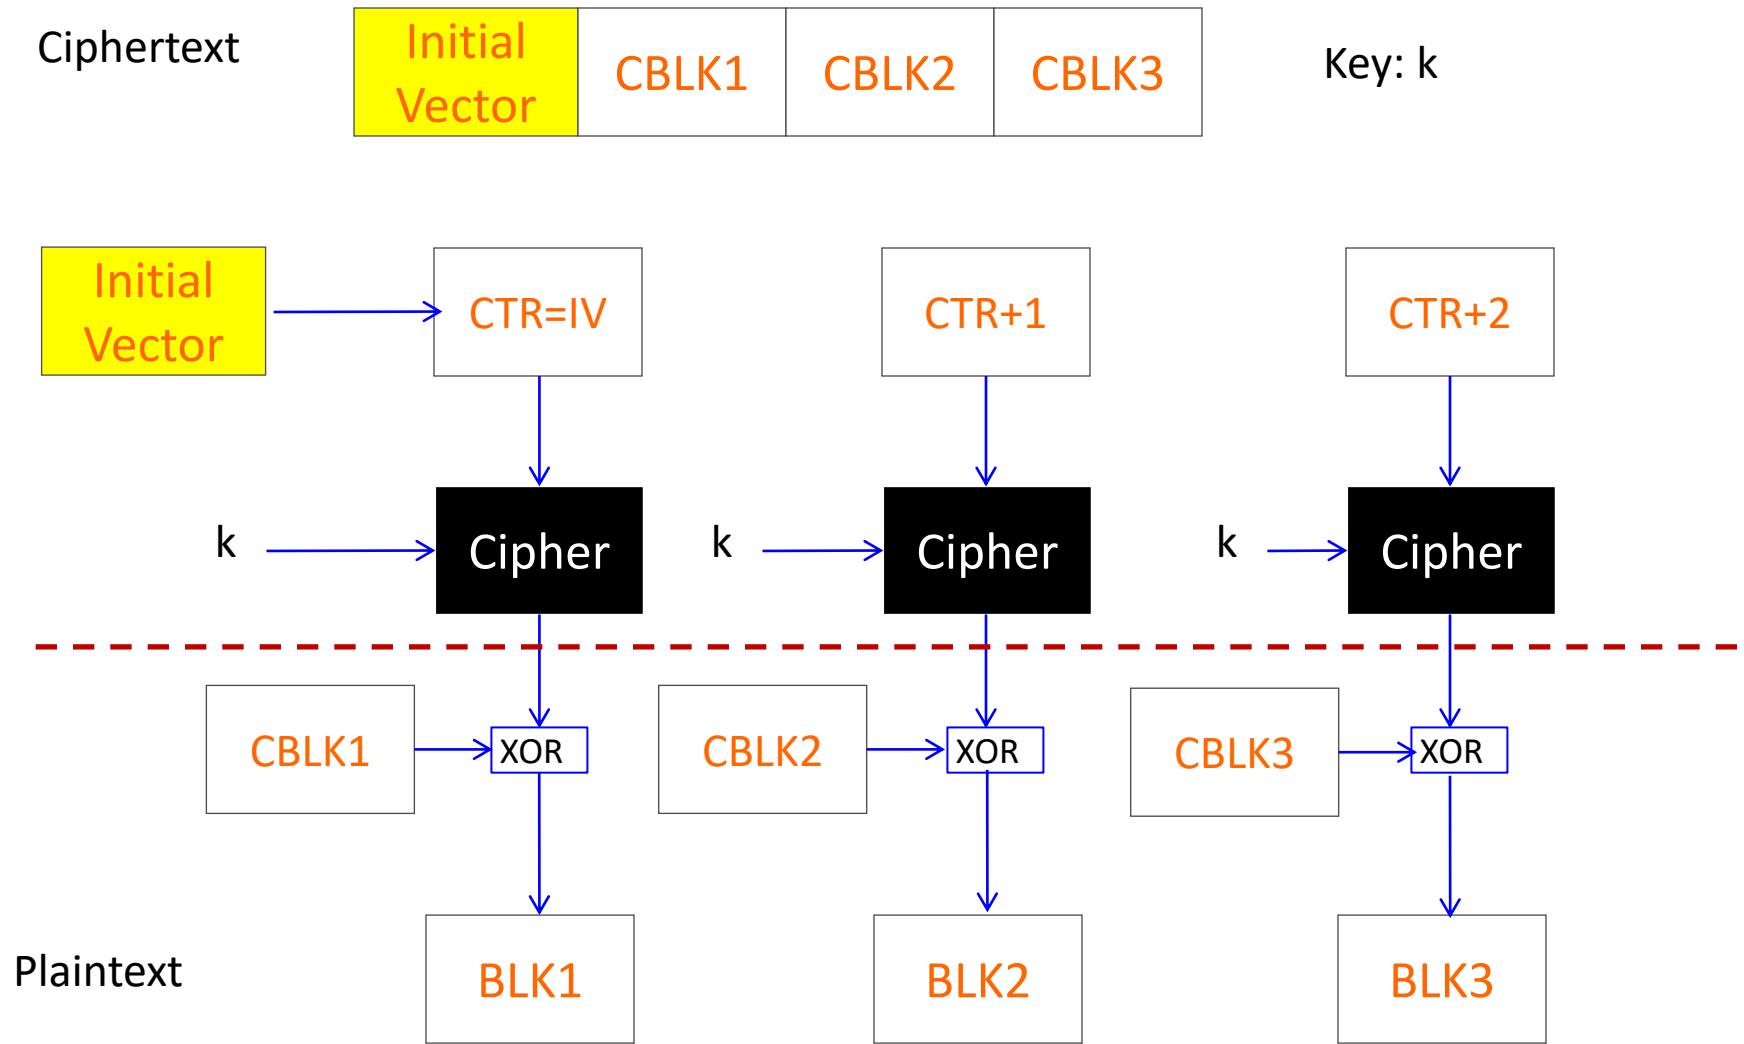 Ciphertext
Initial
Vector
CBLK1
CBLK2
CBLK3
Key: k
Initial
Vector
CTR=IV
CTR+1
CTR+2
k
Cipher
k
Cipher
k
Cipher
CBLK1
XOR
CBLK2
XOR
CBLK3
XOR
Plaintext
BLK1
BLK2
BLK3